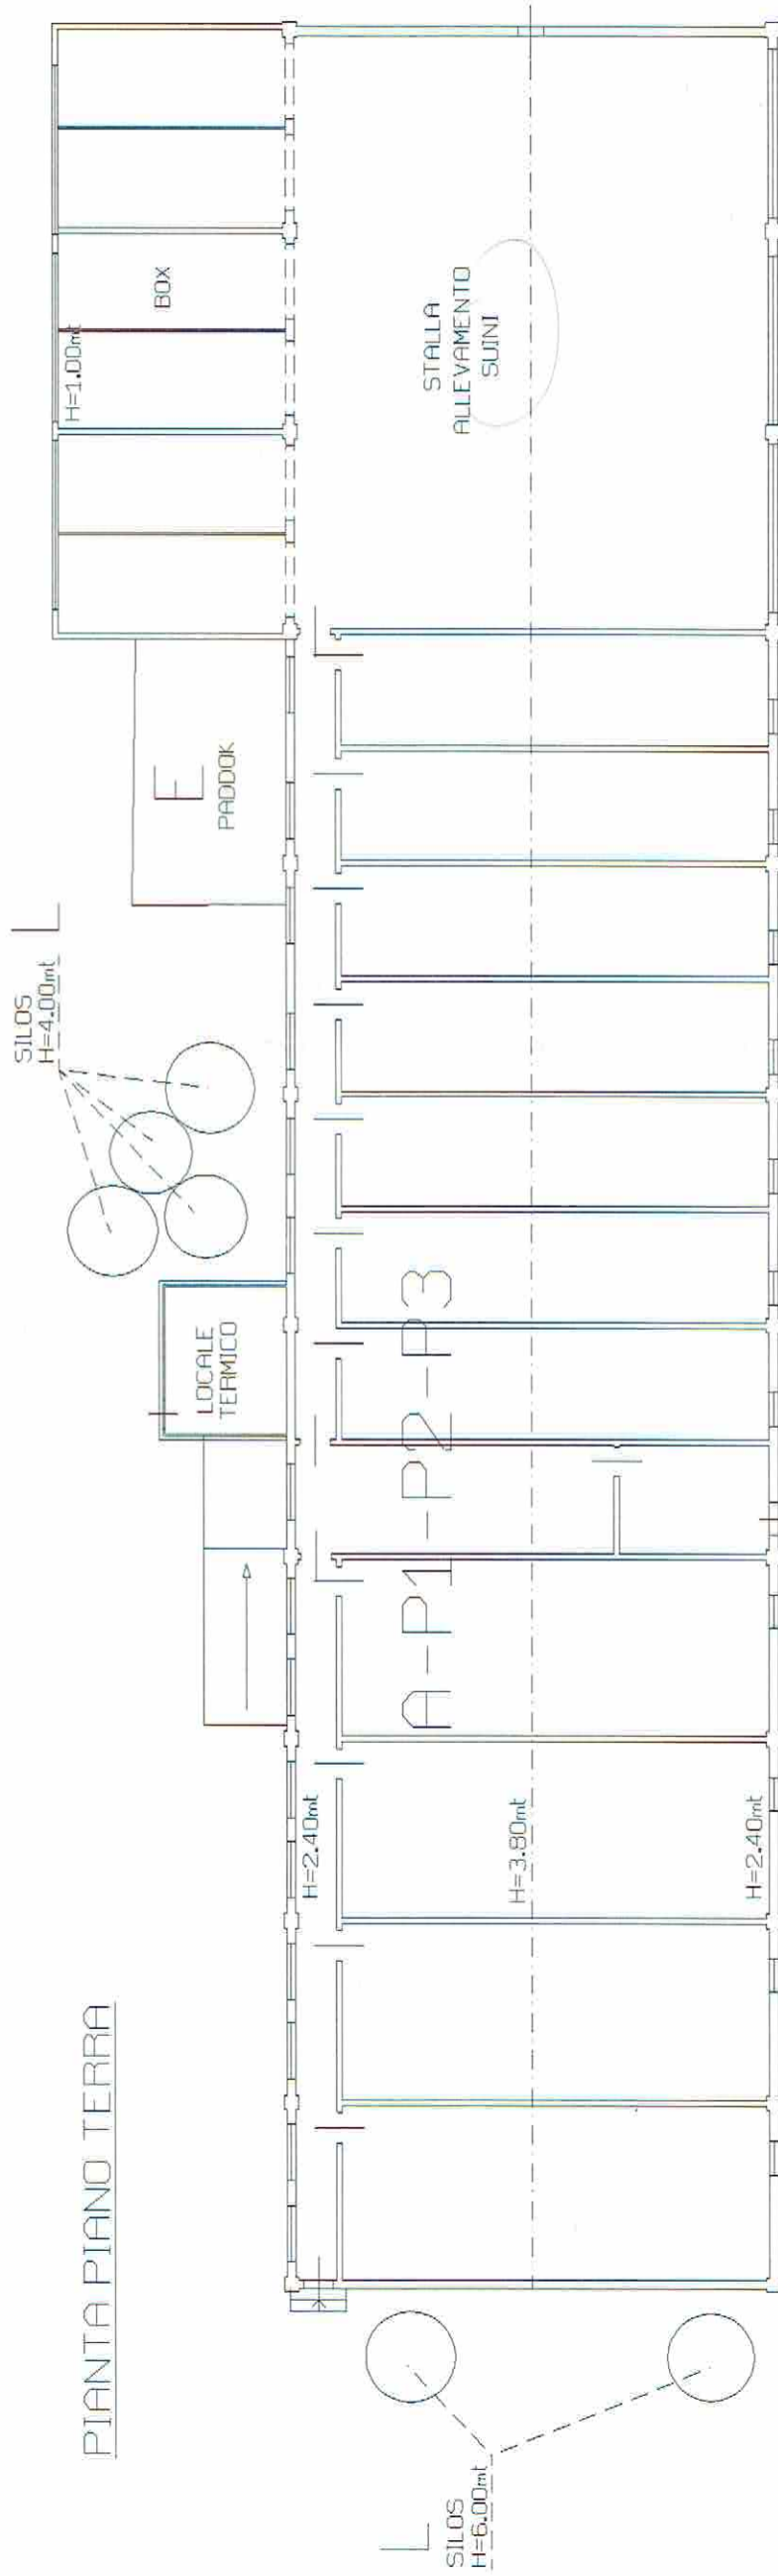 PIANTA PIANO TERRA
L
SILOS
H=6.00mt
H=2.40mt
H=3.80mt
H=2.40mt
A-P1-P2-P3
LOCALE
TERMICO
SILOS
H=4.00mt
L
E
PADDOK
H=1.00mt
BOX
STALLA
ALLEVAMENTO
SUINI